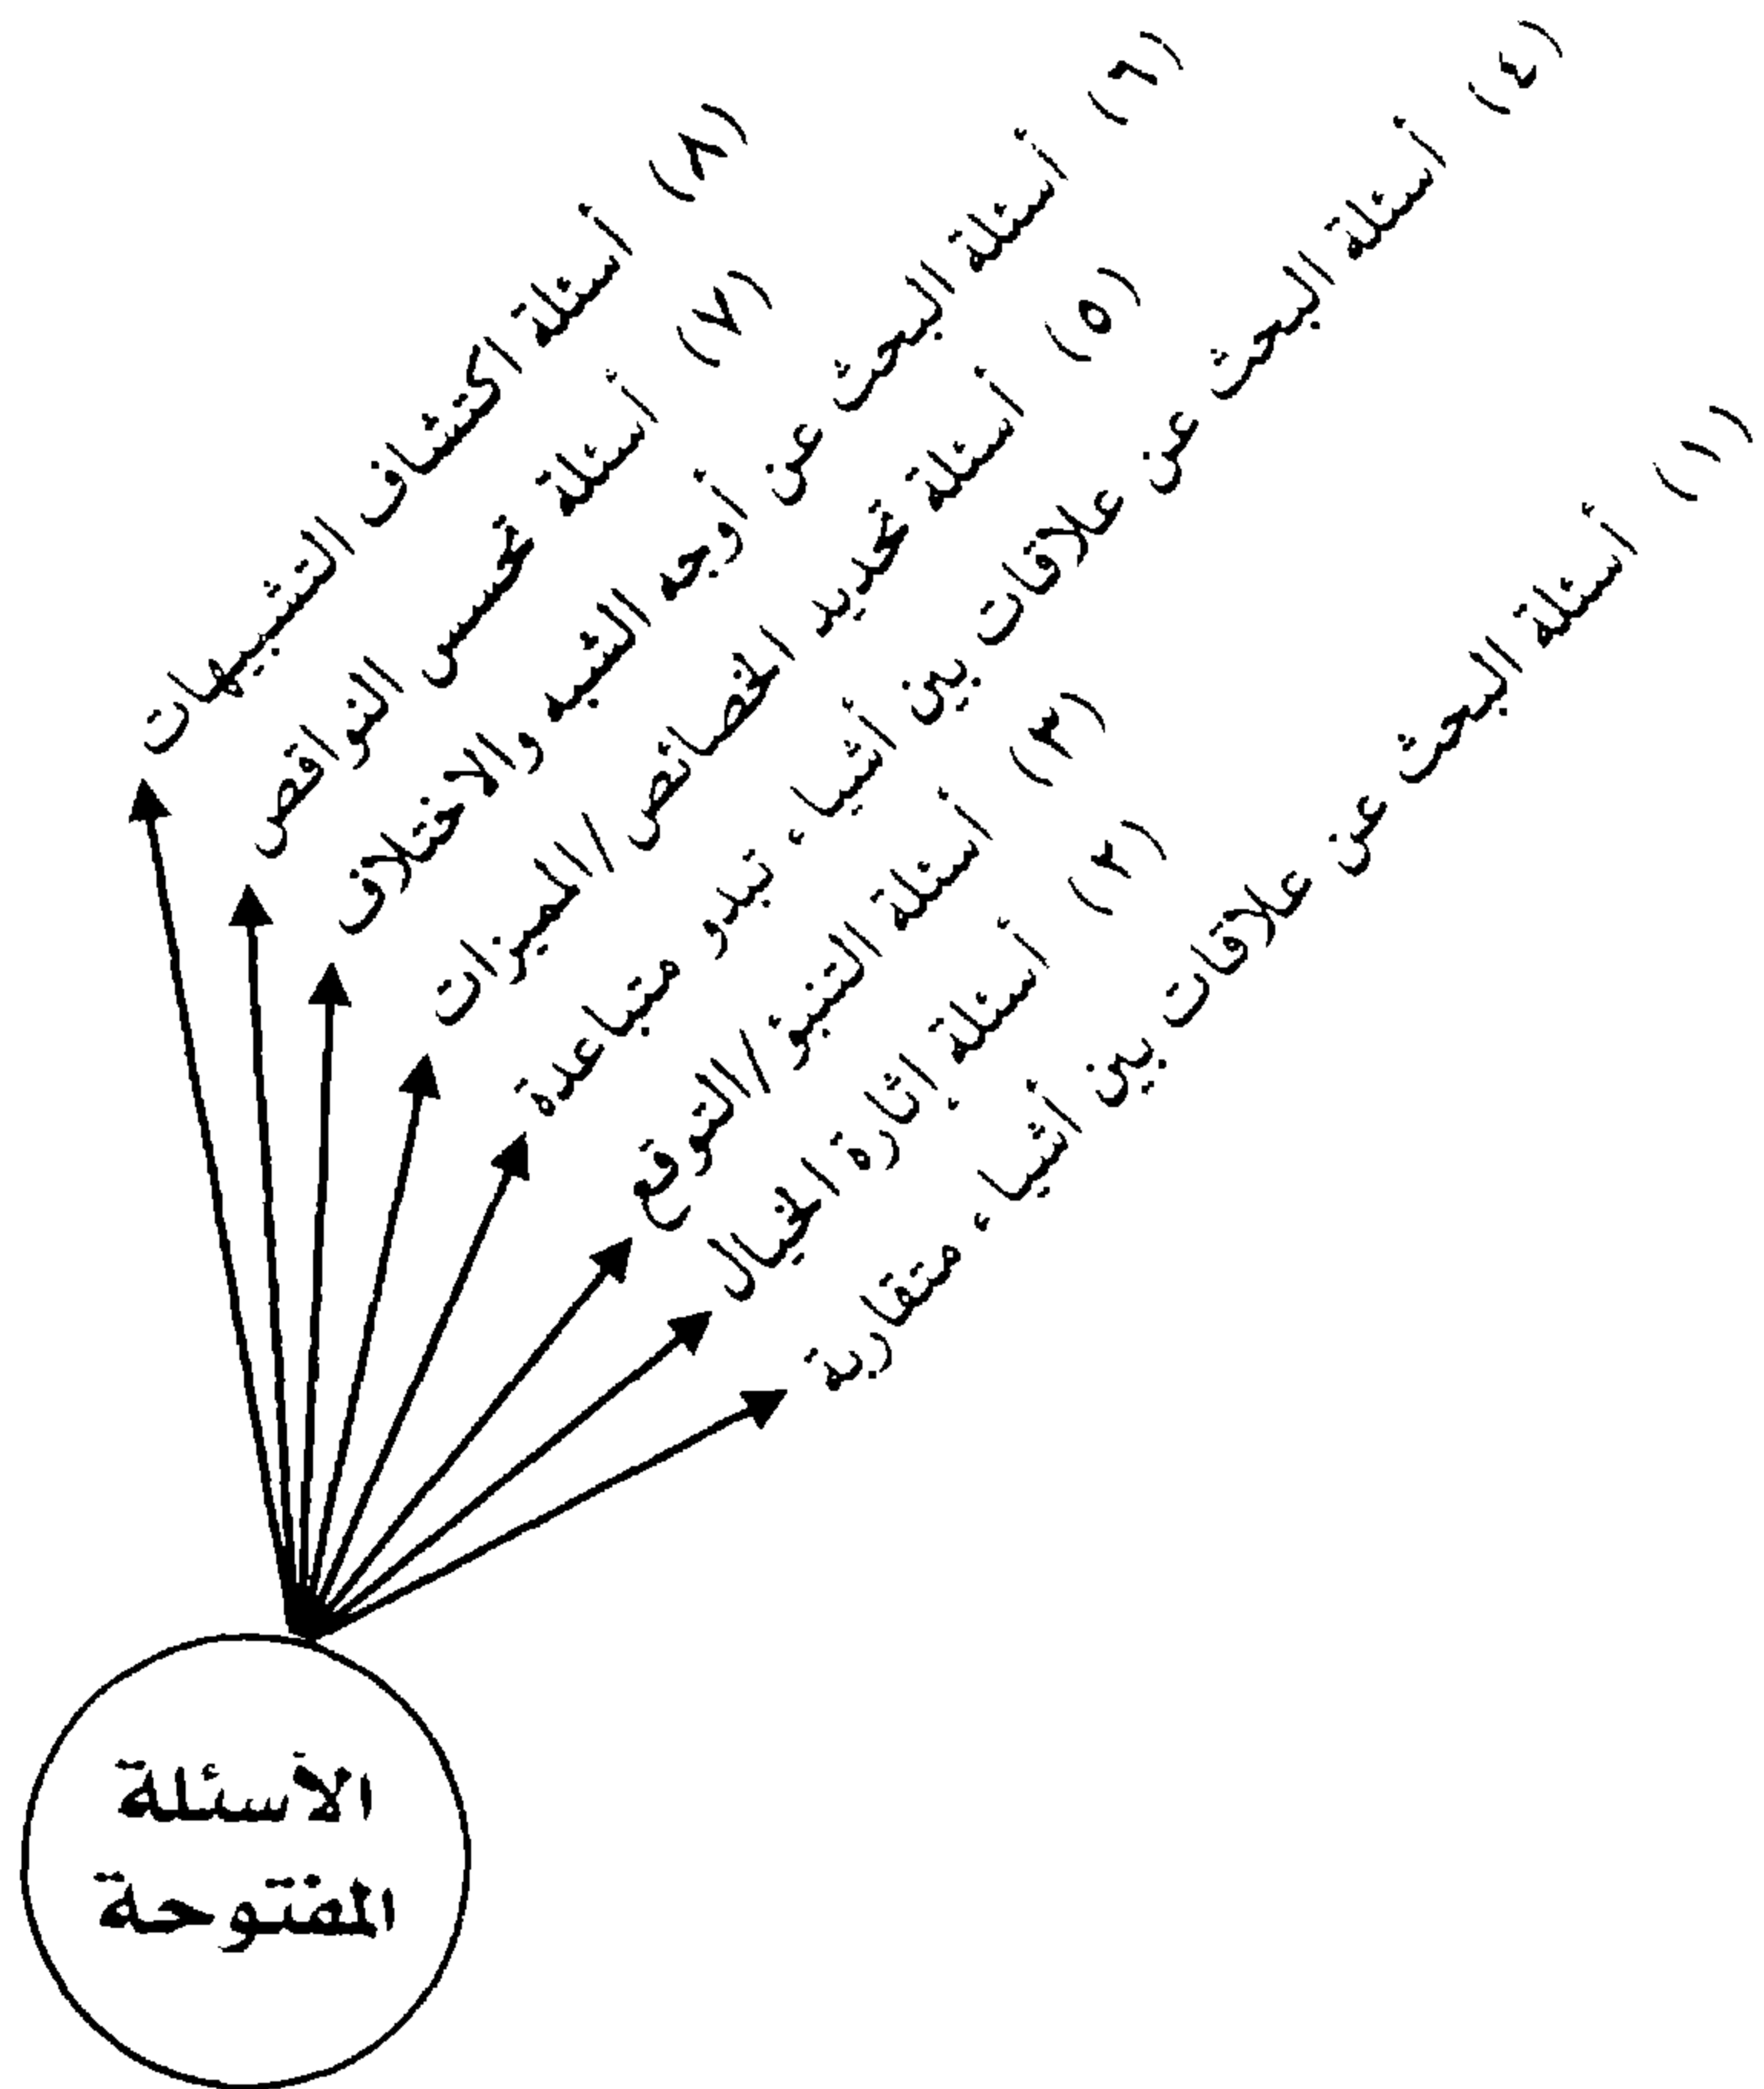 (١) أسئلة البحث عن علاقات بين أشياء متقاربة
(٢) أسئلة إثارة الخيال
(٣) أسئلة التنبؤ/التوقع
(٤) أسئلة البحث عن علاقات بين أشياء تبدو متباعدة
(٥) أسئلة تحديد الخصائص/المميزات
(٦) أسئلة البحث عن أوجه الشبه والاختلاف
(٧) أسئلة تحسس النواقص
(٨) أسئلة اكتشاف التشبيهات
الأسئلة
المفتوحة